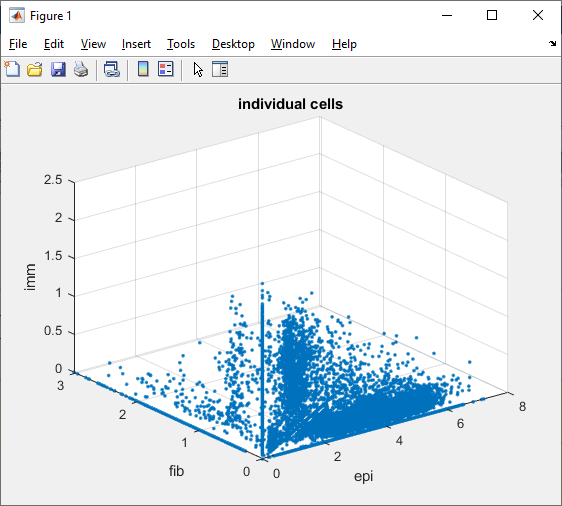 Figure 1
File Edit View Insert Tools Desktop Window Help
individual cells
2.5
2
1.5
1
0.5
0
imm
3
2
1
0
fib
0
2
4
6
8
epi